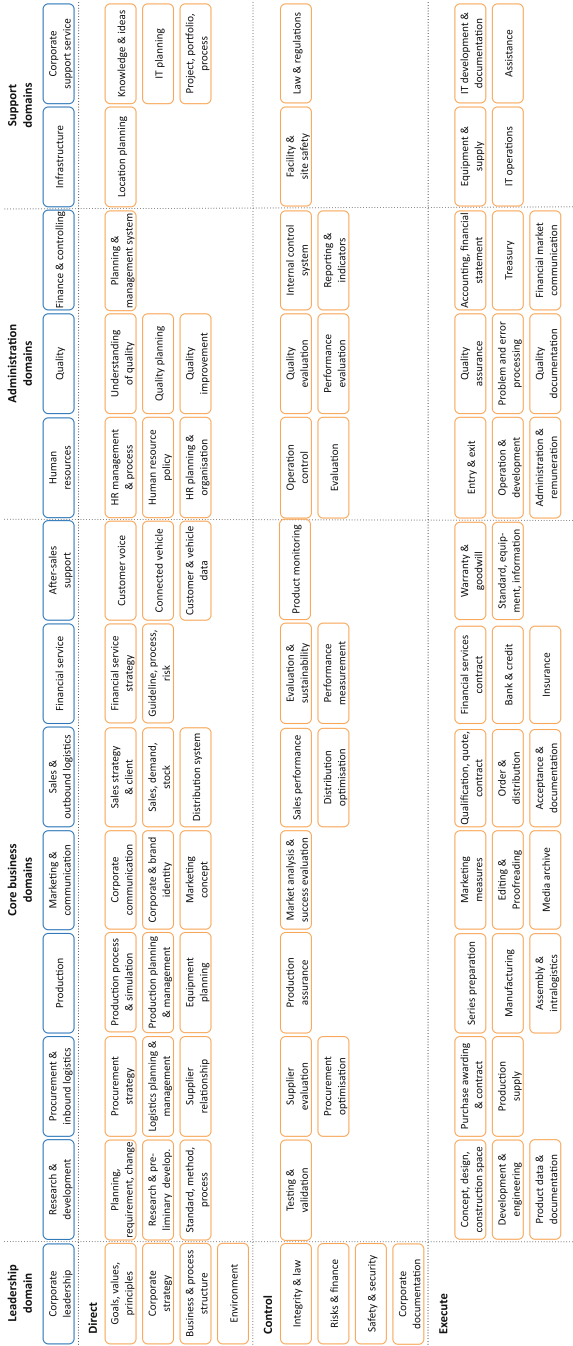 Leadership
domain
Core business
domains
Administration
domains
Support
domains
Corporate
leadership
Research &
development
Procurement &
inbound logistics
Production
Marketing &
communication
Sales &
outbound logistics
Financial service
After-sales
support
Human
resources
Quality
Finance & controlling
Infrastructure
Corporate
support service
Direct
Goals, values,
principles
Planning,
requirement, change
Procurement
strategy
Production process
& simulation
Corporate
communication
Sales strategy
& client
Financial service
strategy
Customer voice
HR management
& process
Understanding
of quality
Planning &
management system
Location planning
Knowledge & ideas
Corporate
strategy
Research & pre-
liminary develop.
Logistics planning &
management
Production planning
& management
Corporate & brand
identity
Sales, demand,
stock
Guideline, process,
risk
Connected vehicle
Human resource
policy
Quality planning
IT planning
Business & process
structure
Standard, method,
process
Supplier
relationship
Equipment
planning
Marketing
concept
Distribution system
Customer & vehicle
data
HR planning &
organisation
Quality
improvement
Project, portfolio,
process
Environment
Control
Integrity & law
Testing &
validation
Supplier
evaluation
Production
assurance
Market analysis &
success evaluation
Sales performance
Evaluation &
sustainability
Product monitoring
Operation
control
Quality
evaluation
Internal control
system
Facility &
site safety
Law & regulations
Risks & finance
Procurement
optimisation
Distribution
optimisation
Performance
measurement
Evaluation
Performance
evaluation
Reporting &
indicators
Safety & security
Corporate
documentation
Execute
Concept, design,
construction space
Purchase awarding
& contract
Series preparation
Marketing
measures
Qualification, quote,
contract
Financial services
contract
Warranty &
goodwill
Entry & exit
Quality
assurance
Accounting, financial
statement
Equipment &
supply
IT development &
documentation
Development &
engineering
Production
supply
Manufacturing
Editing &
Proofreading
Order &
distribution
Bank & credit
Standard, equip-
ment, information
Operation &
development
Problem and error
processing
Treasury
IT operations
Assistance
Product data &
documentation
Assembly &
intralogistics
Media archive
Acceptance &
documentation
Insurance
Administration &
remuneration
Quality
documentation
Financial market
communication